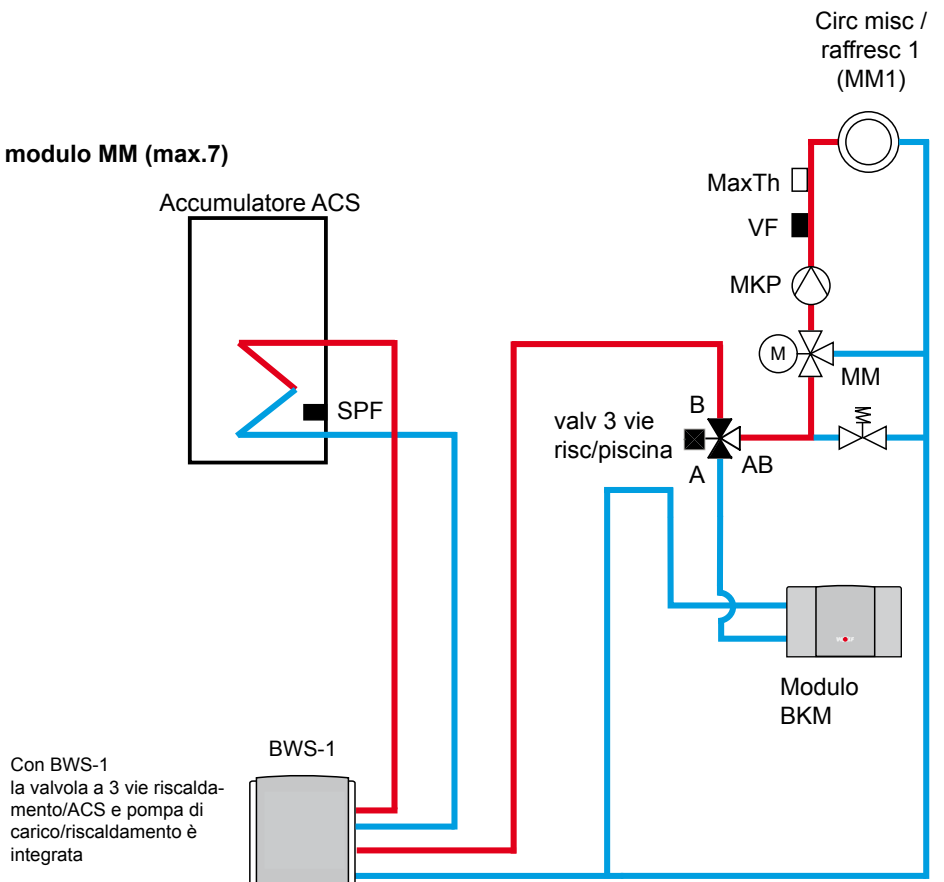 Circ misc /
raffresc 1
(MM1)
modulo MM (max.7)
MaxTh
Accumulatore ACS
VF
MKP
M
MM
B
SPF
valv 3 vie
risc/piscina
AB
A
Modulo
BKM
BWS-1
Con BWS-1
la valvola a 3 vie riscalda-
mento/ACS e pompa di
carico/riscaldamento è
integrata